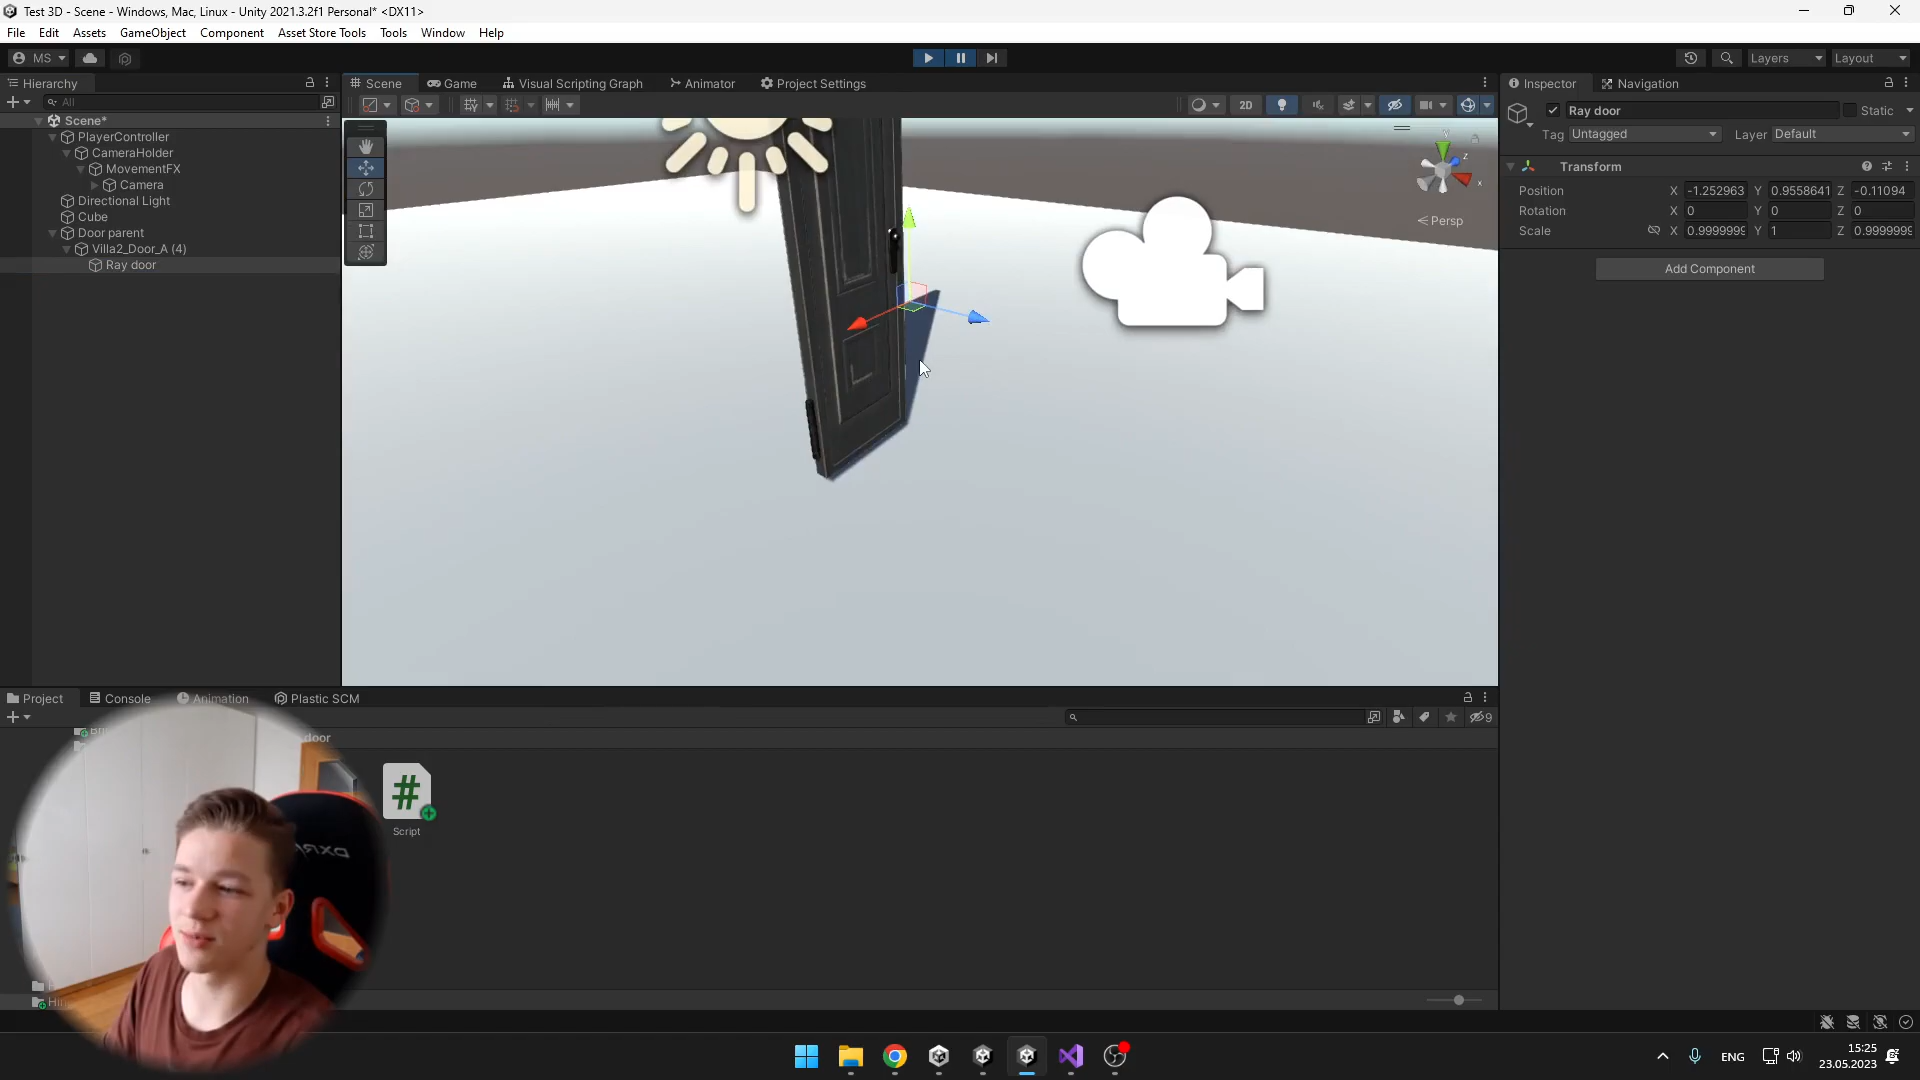 Test 3D - Scene - Windows, Mac, Linux - Unity 2021.3.2f1 Personal* <DX11>
File Edit Assets GameObject Component Asset Store Tools Tools Window Help
MS
Layers Layout
Hierarchy
All
Scene*
PlayerController
CameraHolder
MovementFX
Camera
Directional Light
Cube
Door parent
Villa2_Door_A (4)
Ray door
Scene Game Visual Scripting Graph Animator Project Settings
2D
y
z
x
< Persp
Inspector Navigation
Ray door Static
Tag Untagged Layer Default
Transform
Position X -1.252963 Y 0.9558641 Z -0.11094
Rotation X 0 Y 0 Z 0
Scale X 0.9999999 Y 1 Z 0.9999999
Add Component
Project Console Animation Plastic SCM
9
door
#
Script
DXRA
ENG
15:25
23.05.2023